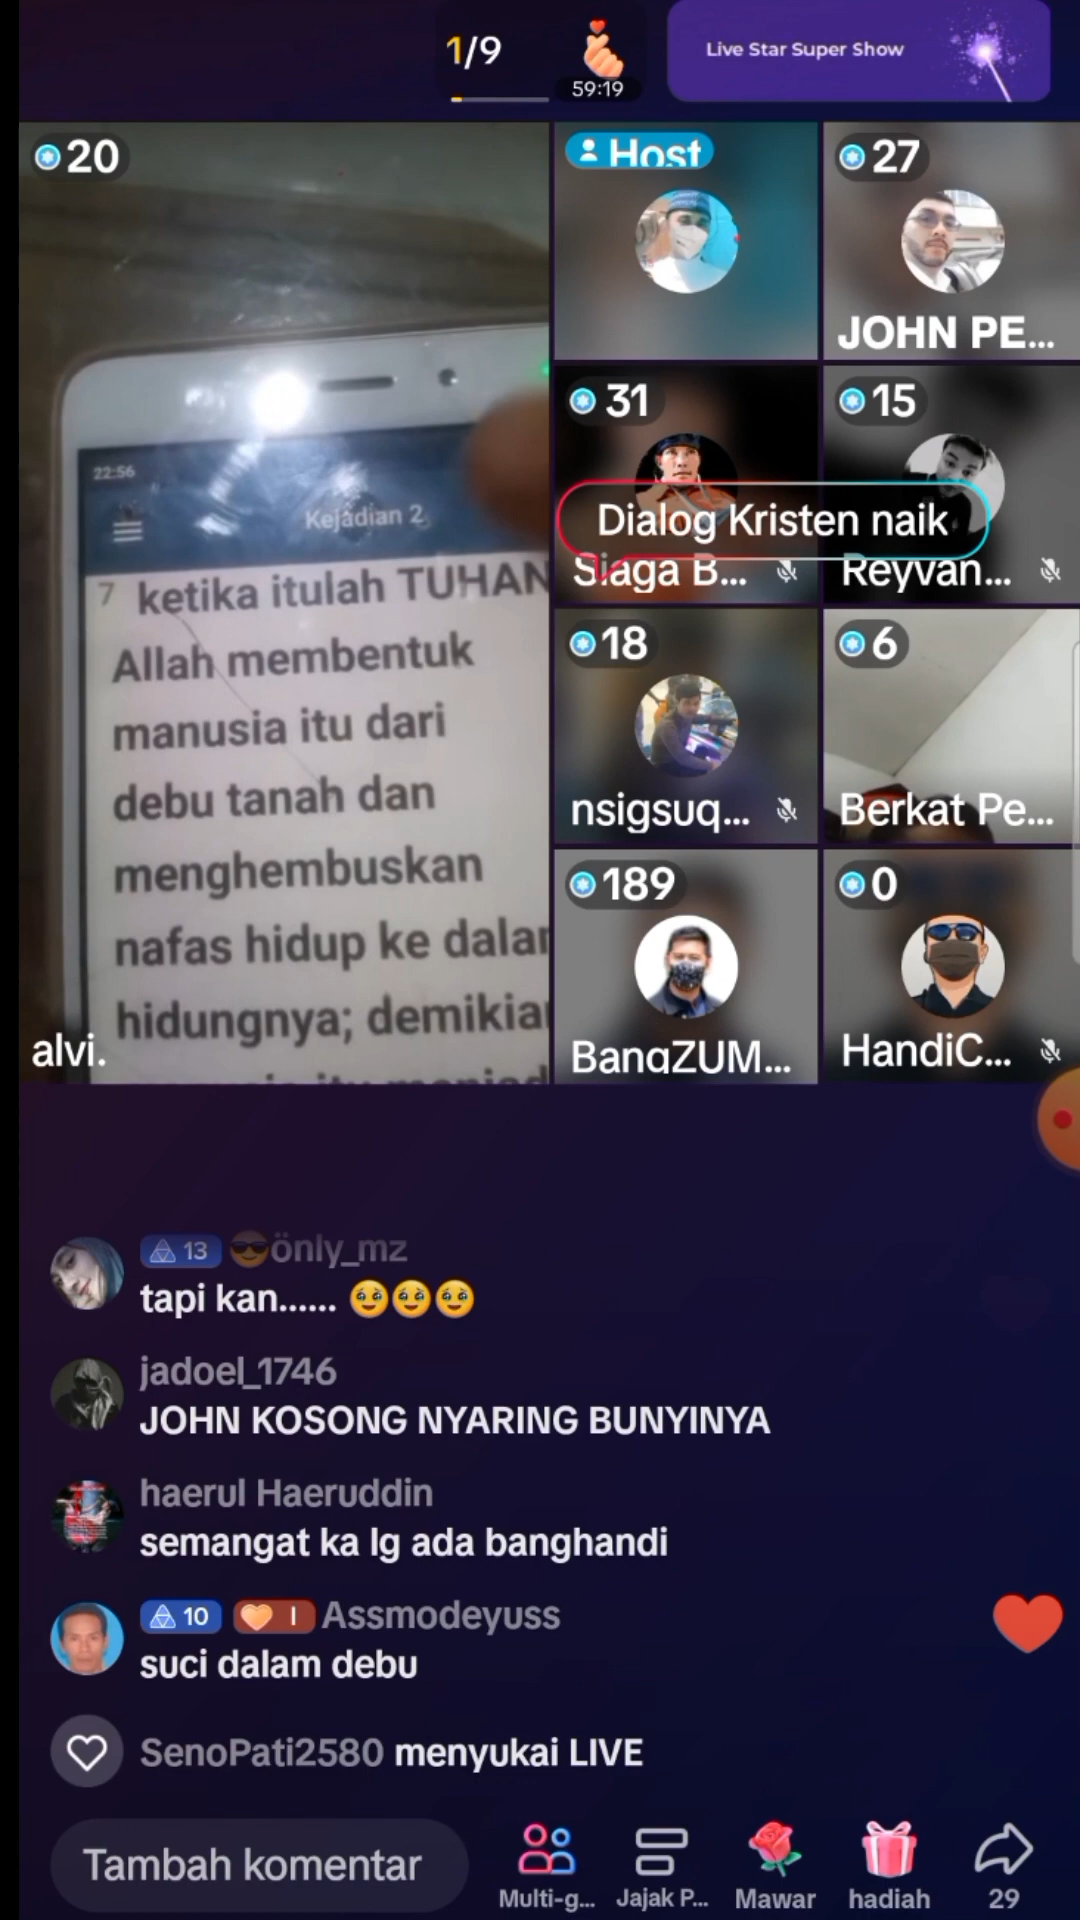 1/9
59:19
Live Star Super Show
20
Host
27
JOHN PE...
31
15
Dialog Kristen naik
Siaga B...
Reyvan...
18
6
nsigsuq...
Berkat Pe...
189
0
BangZUM...
HandiC...
22:56
Kejadian 2
7 ketika itulah TUHAN
Allah membentuk
manusia itu dari
debu tanah dan
menghembuskan
nafas hidup ke dalam
hidungnya; demikian
alvi.
13 önly_mz
tapi kan...... 🥹🥹🥹
jadoel_1746
JOHN KOSONG NYARING BUNYINYA
haerul Haeruddin
semangat ka lg ada banghandi
10 I Assmodeyuss
suci dalam debu
SenoPati2580 menyukai LIVE
Tambah komentar
Multi-g...
Jajak P...
Mawar
hadiah
29